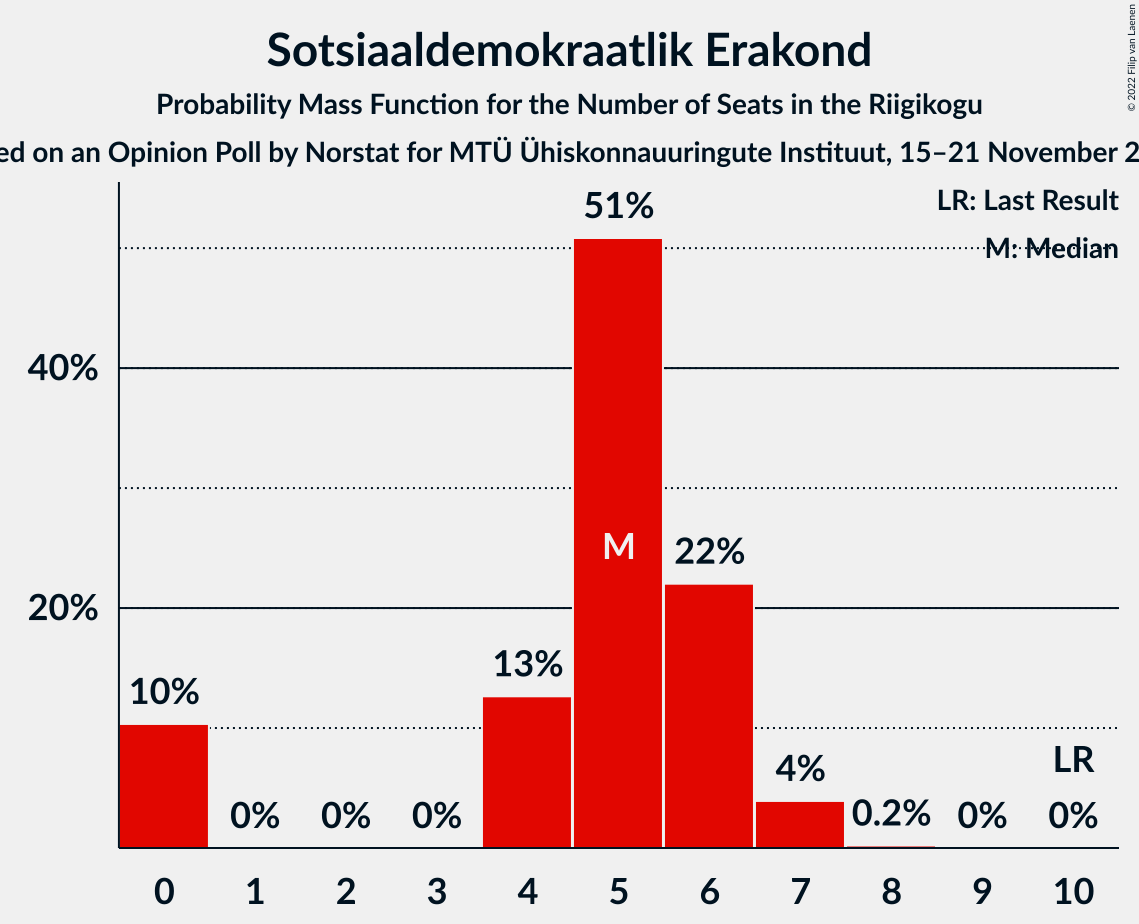 © 2022 Filip van Laenen
Sotsiaaldemokraatlik Erakond
Probability Mass Function for the Number of Seats in the Riigikogu
ed on an Opinion Poll by Norstat for MTÜ Ühiskonnauuringute Instituut, 15–21 November 2
LR: Last Result
M: Median
51%
40%
M
22%
20%
13%
10%
LR
4%
0% 0% 0% 0.2% 0% 0%
0 1 2 3 4 5 6 7 8 9 10